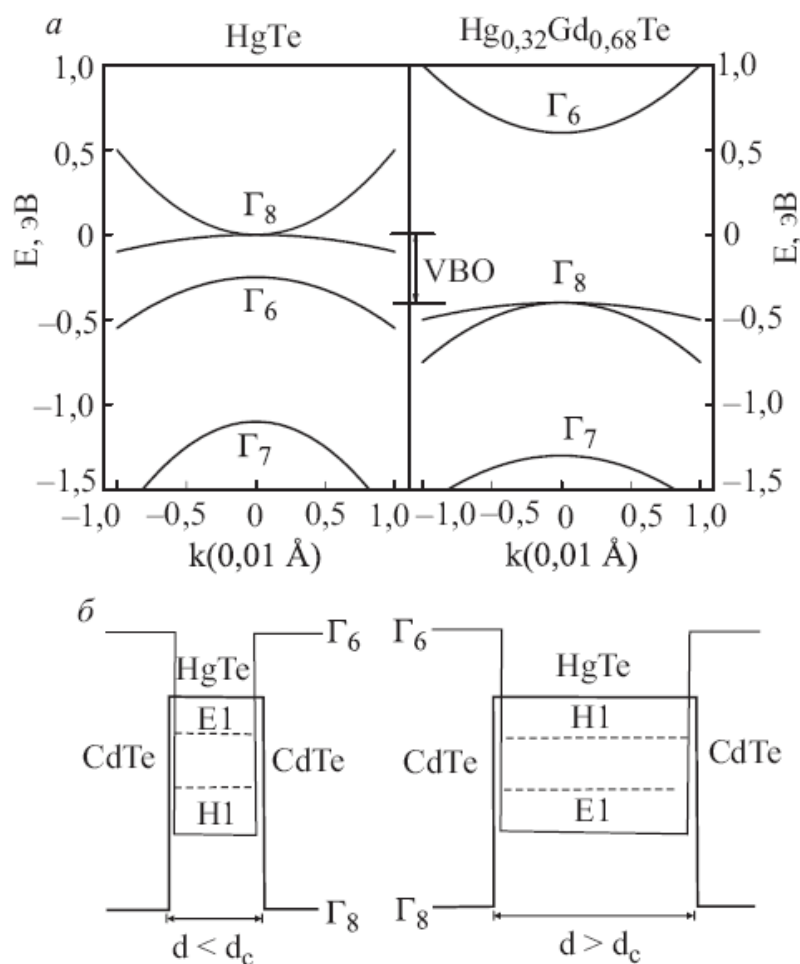 а
HgTe
Hg0,32Gd0,68Te
1,0
0,5
0
–0,5
–1,0
–1,5
E, эВ
Γ8
Γ6
Γ7
VBO
Γ6
Γ8
Γ7
1,0
0,5
0
–0,5
–1,0
–1,5
E, эВ
–1,0 –0,5 0 0,5 1,0
–1,0 –0,5 0 0,5 1,0
k(0,01 Å)
k(0,01 Å)
б
Γ6
HgTe
E1
CdTe
CdTe
H1
Γ8
d < dc
Γ6
HgTe
H1
CdTe
CdTe
E1
Γ8
d > dc